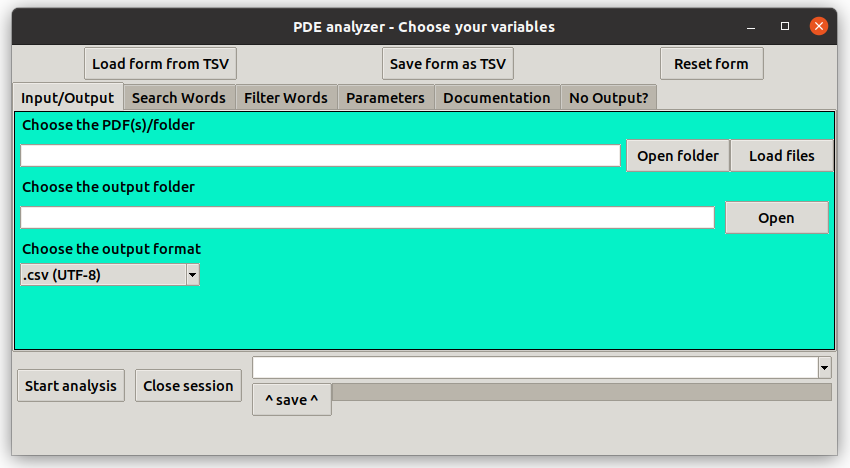 PDE analyzer - Choose your variables
Load form from TSV Save form as TSV Reset form
Input/Output Search Words Filter Words Parameters Documentation No Output?
Choose the PDF(s)/folder
Open folder Load files
Choose the output folder
Open
Choose the output format
.csv (UTF-8)
Start analysis Close session
^ save ^